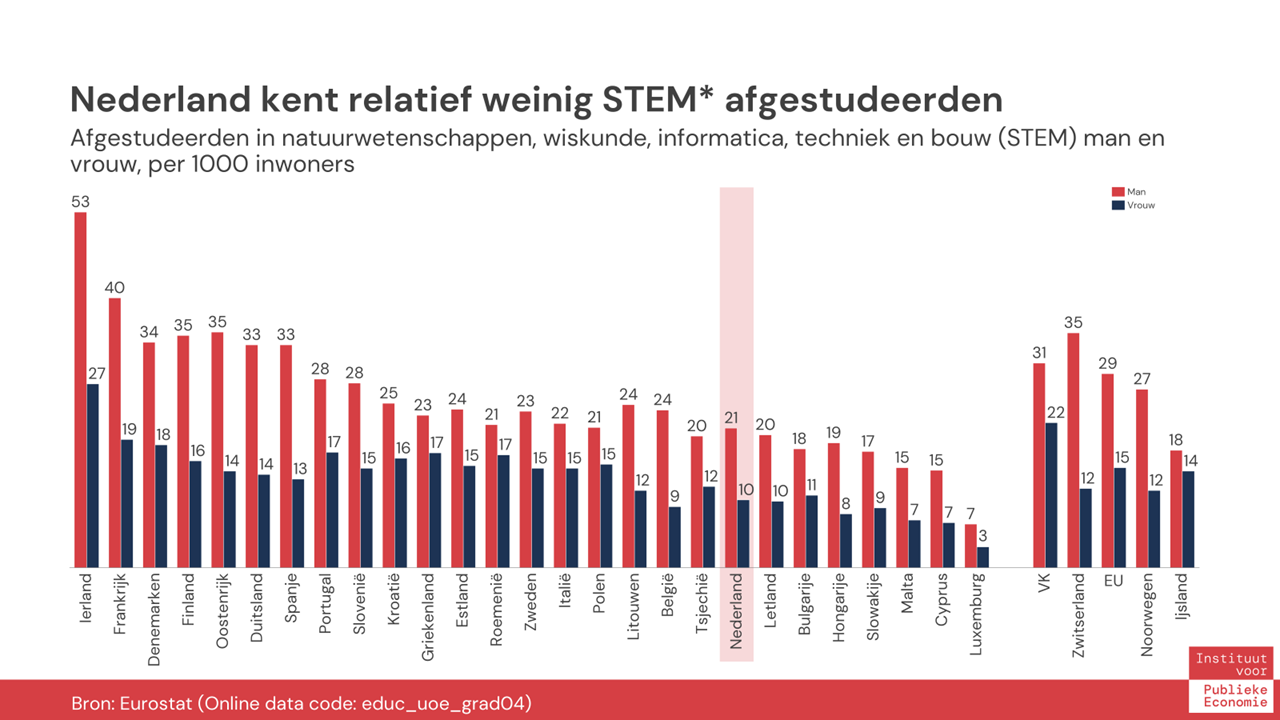 Nederland kent relatief weinig STEM* afgestudeerden
Afgestudeerden in natuurwetenschappen, wiskunde, informatica, techniek en bouw (STEM) man en
vrouw, per 1000 inwoners
Man
Vrouw
53 27
40 19
34 18
35 16
35 14
33 14
33 13
28 17
28 15
25 16
23 17
24 15
21 17
23 15
22 15
21 15
24 12
24 9
20 12
21 10
20 10
18 11
19 8
17 9
15 7
15 7
7 3
31 22
35 12
29 15
27 12
18 14
Ierland
Frankrijk
Denemarken
Finland
Oostenrijk
Duitsland
Spanje
Portugal
Slovenië
Kroatië
Griekenland
Estland
Roemenië
Zweden
Italië
Polen
Litouwen
België
Tsjechië
Nederland
Letland
Bulgarije
Hongarije
Slowakije
Malta
Cyprus
Luxemburg
VK
Zwitserland
EU
Noorwegen
Ijsland
Instituut
voor
Publieke
Economie
Bron: Eurostat (Online data code: educ_uoe_grad04)